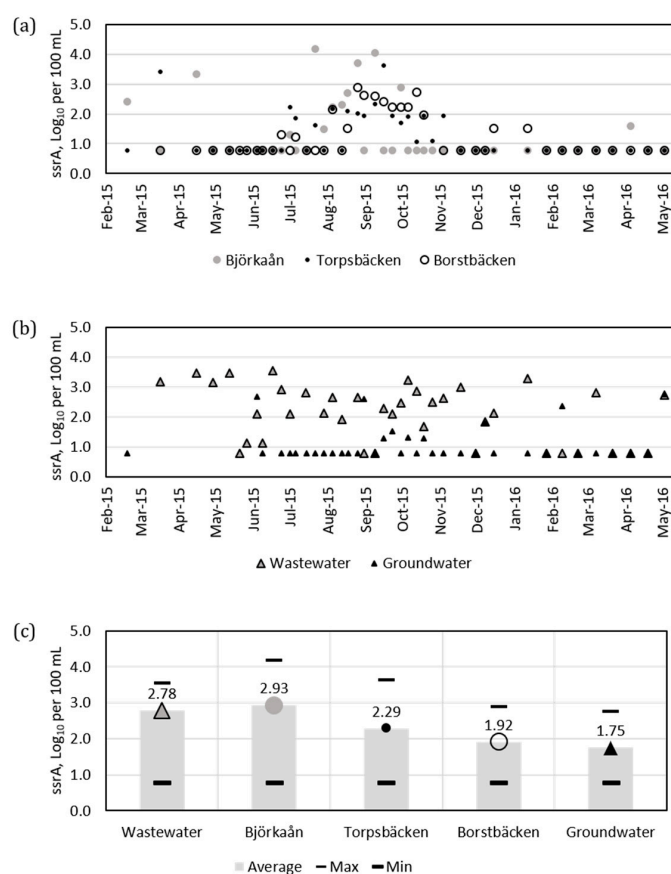 (a)
5.0
4.0
3.0
2.0
1.0
0.0
ssrA, Log10 per 100 mL
Feb-15 Mar-15 Apr-15 May-15 Jun-15 Jul-15 Aug-15 Sep-15 Oct-15 Nov-15 Dec-15 Jan-16 Feb-16 Mar-16 Apr-16 May-16
Björkaån Torpsbäcken Borstbäcken
(b)
5.0
4.0
3.0
2.0
1.0
0.0
ssrA, Log10 per 100 mL
Feb-15 Mar-15 Apr-15 May-15 Jun-15 Jul-15 Aug-15 Sep-15 Oct-15 Nov-15 Dec-15 Jan-16 Feb-16 Mar-16 Apr-16 May-16
Wastewater Groundwater
(c)
5.0
4.0
3.0
2.0
1.0
0.0
ssrA, Log10 per 100 mL
2.78 2.93 2.29 1.92 1.75
Wastewater Björkaån Torpsbäcken Borstbäcken Groundwater
Average Max Min